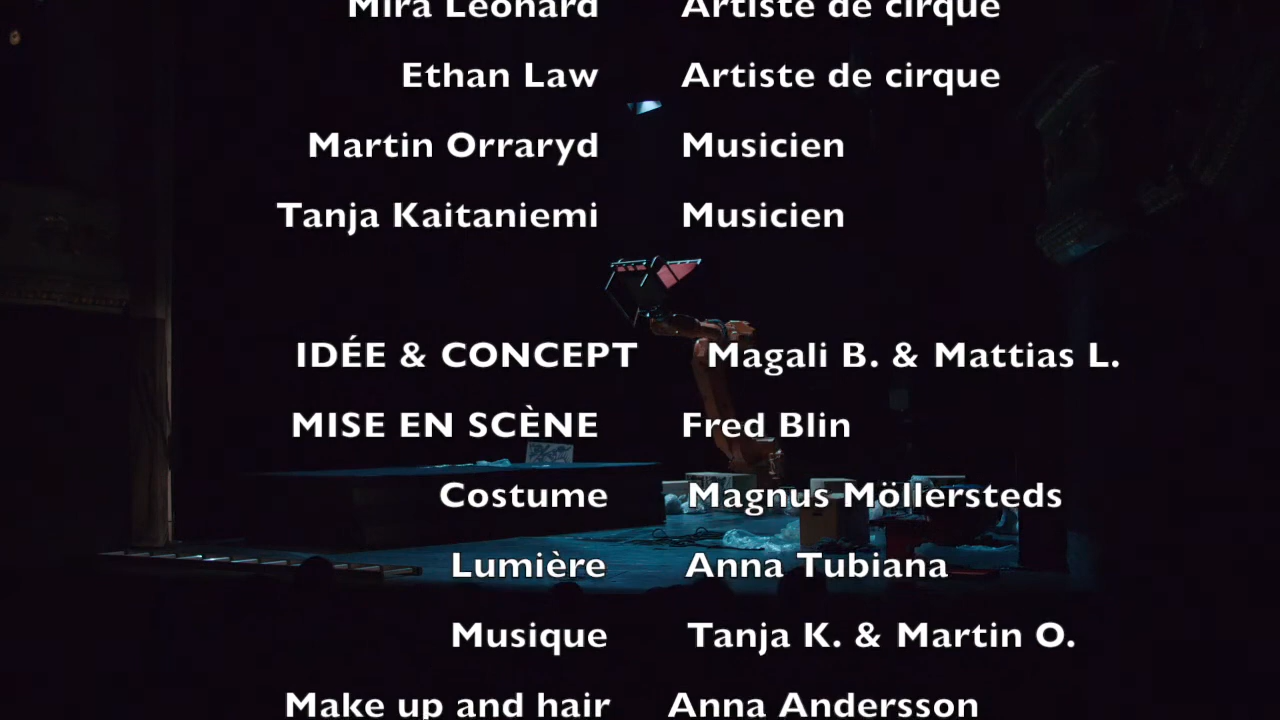 Mira Leonard Artiste de cirque
Ethan Law Artiste de cirque
Martin Orraryd Musicien
Tanja Kaitaniemi Musicien
IDÉE & CONCEPT Magali B. & Mattias L.
MISE EN SCÈNE Fred Blin
Costume Magnus Möllersteds
Lumière Anna Tubiana
Musique Tanja K. & Martin O.
Make up and hair Anna Andersson